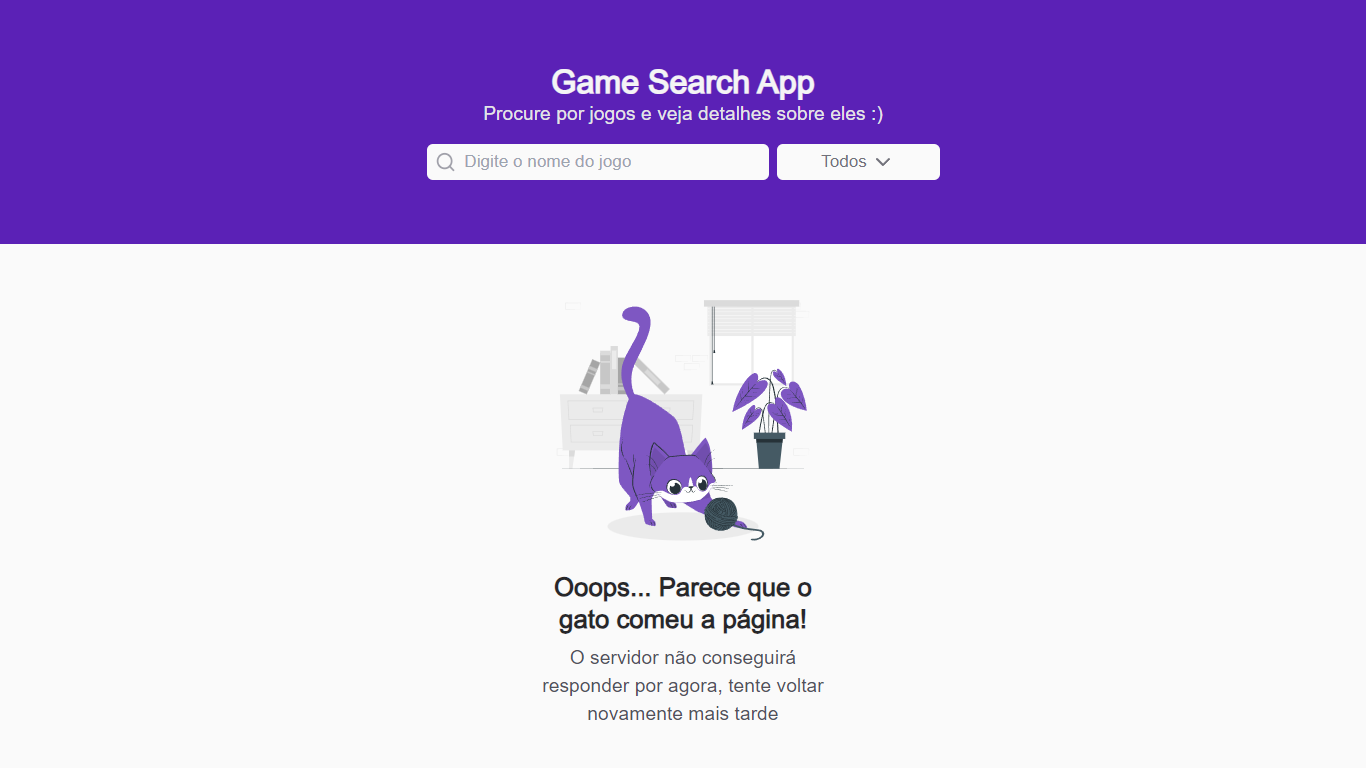 Game Search App
Procure por jogos e veja detalhes sobre eles :)
Digite o nome do jogo
Todos
Ooops... Parece que o
gato comeu a página!
O servidor não conseguirá
responder por agora, tente voltar
novamente mais tarde